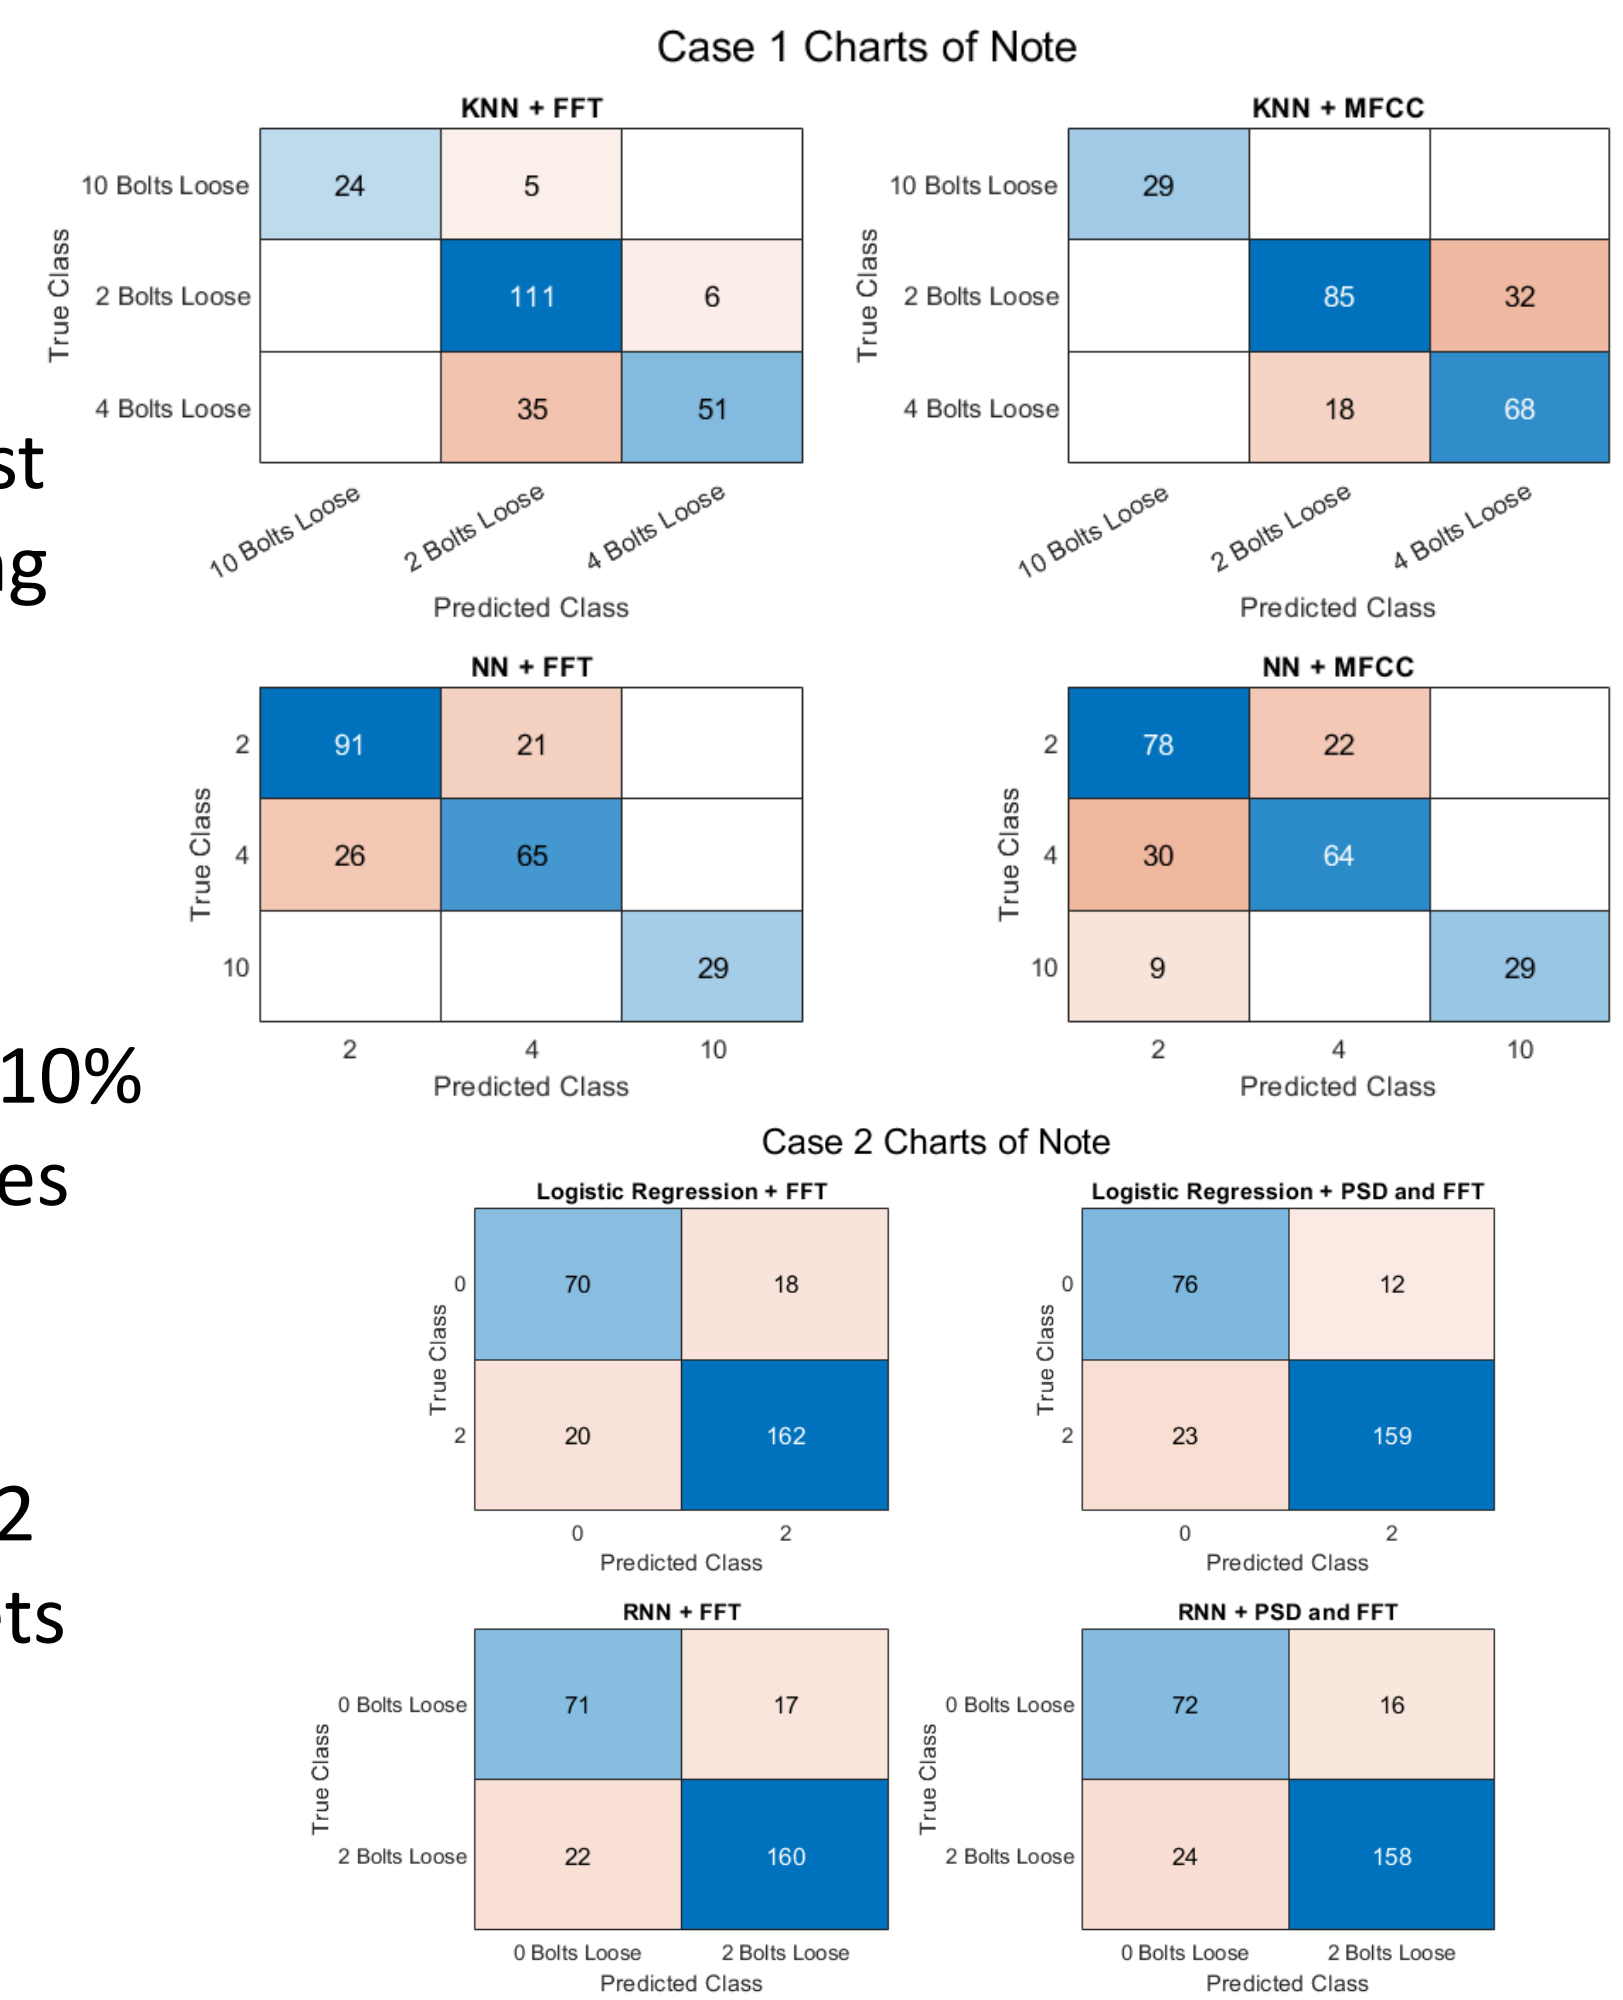 Case 1 Charts of Note
KNN + FFT
True Class
10 Bolts Loose 24 5
2 Bolts Loose 111 6
4 Bolts Loose 35 51
10 Bolts Loose 2 Bolts Loose 4 Bolts Loose
Predicted Class
KNN + MFCC
True Class
10 Bolts Loose 29
2 Bolts Loose 85 32
4 Bolts Loose 18 68
10 Bolts Loose 2 Bolts Loose 4 Bolts Loose
Predicted Class
st
ng
NN + FFT
True Class
2 91 21
4 26 65
10 29
2 4 10
Predicted Class
NN + MFCC
True Class
2 78 22
4 30 64
10 9 29
2 4 10
Predicted Class
10%
es
Case 2 Charts of Note
Logistic Regression + FFT
True Class
0 70 18
2 20 162
0 2
Predicted Class
Logistic Regression + PSD and FFT
True Class
0 76 12
2 23 159
0 2
Predicted Class
2
ts
RNN + FFT
True Class
0 Bolts Loose 71 17
2 Bolts Loose 22 160
0 Bolts Loose 2 Bolts Loose
Predicted Class
RNN + PSD and FFT
True Class
0 Bolts Loose 72 16
2 Bolts Loose 24 158
0 Bolts Loose 2 Bolts Loose
Predicted Class